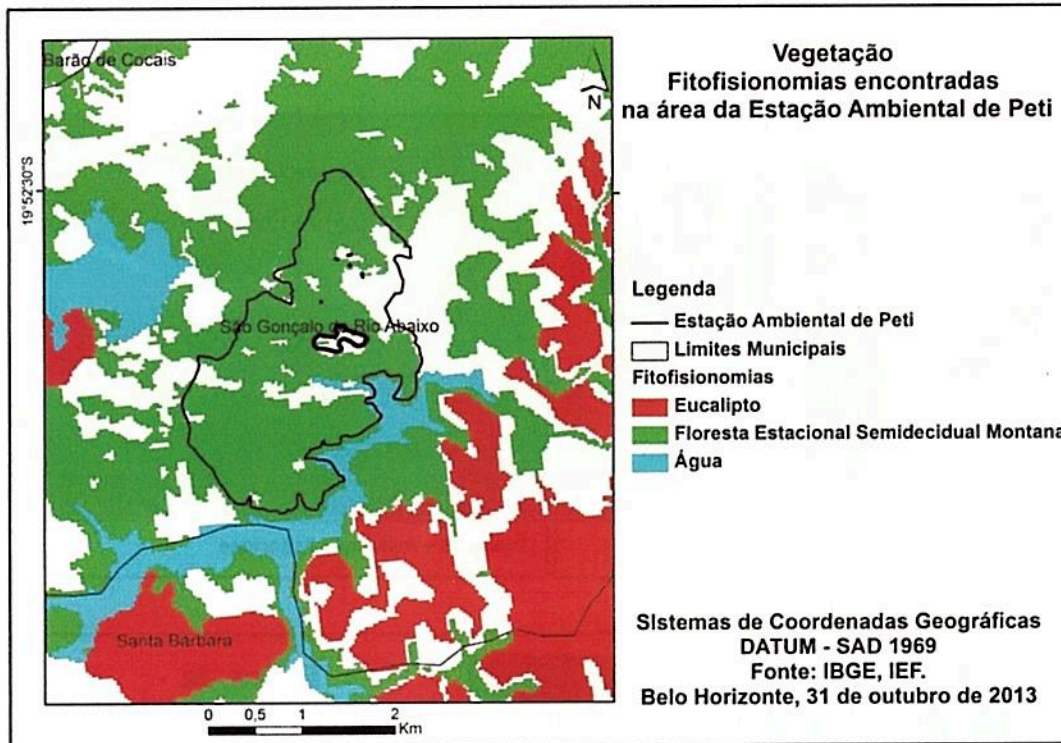 Vegetação
Fitofisionomias encontradas
na área da Estação Ambiental de Peti
Barão de Cocais
N
19°52'30"S
São Gonçalo do Rio Abaixo
Santa Bárbara
Legenda
Estação Ambiental de Peti
Limites Municipais
Fitofisionomias
Eucalipto
Floresta Estacional Semidecidual Montana
Água
0 0,5 1 2
Km
Sistemas de Coordenadas Geográficas
DATUM - SAD 1969
Fonte: IBGE, IEF.
Belo Horizonte, 31 de outubro de 2013